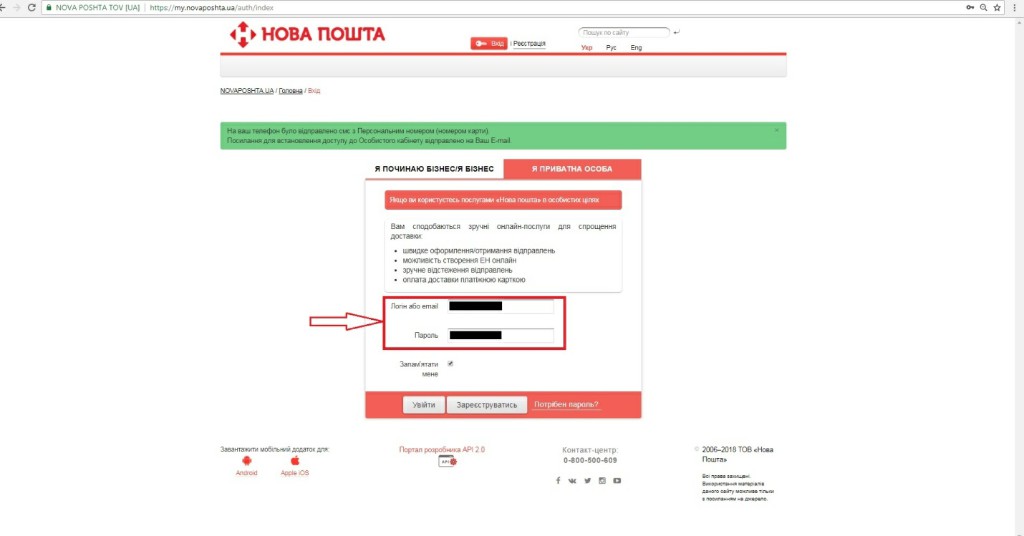 NOVA POSHTA TOV [UA] https://my.novaposhta.ua/auth/index
НОВА ПОШТА
Вхід і Реєстрація
Пошук по сайту
Укр Рус Eng
NOVAPOSHTA.UA / Головна / Вхід
На ваш телефон було відправлено смс з Персональним номером (номером карти).
Посилання для встановлення доступу до Особистого кабінету відправлено на Ваш E-mail.
×
Я ПОЧИНАЮ БІЗНЕС/Я БІЗНЕС
Я ПРИВАТНА ОСОБА
Якщо ви користуєтесь послугами «Нова пошта» в особистих цілях
Вам сподобаються зручні онлайн-послуги для спрощення
доставки:
• швидке оформлення/отримання відправлень
• можливість створення ЕН онлайн
• зручне відстеження відправлень
• оплата доставки платіжною карткою
Логін або email
Пароль
Запам'ятати
мене
Увійти Зареєструватись Потрібен пароль?
Завантажити мобільний додаток для:
Android Apple iOS
Портал розробника API 2.0
API
Контакт-центр:
0-800-500-609
© 2006–2018 ТОВ «Нова
Пошта»
Всі права захищені.
Використання матеріалів
даного сайту можливе тільки
з посиланням на джерело.